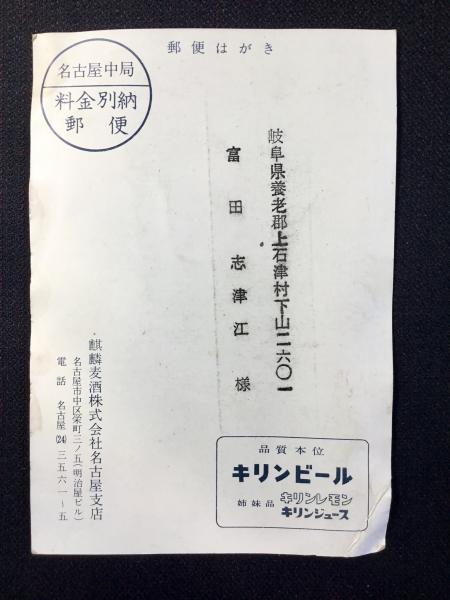 郵便はがき
名古屋中局
料金別納
郵便
岐阜県養老郡上石津村下山二六〇一
富田志津江様
麒麟麦酒株式会社名古屋支店
名古屋市中区栄町三ノ五(明治屋ビル)
電話 名古屋(24)三五六一〜五
品質本位
キリンビール
姉妹品 キリンレモン
キリンジュース